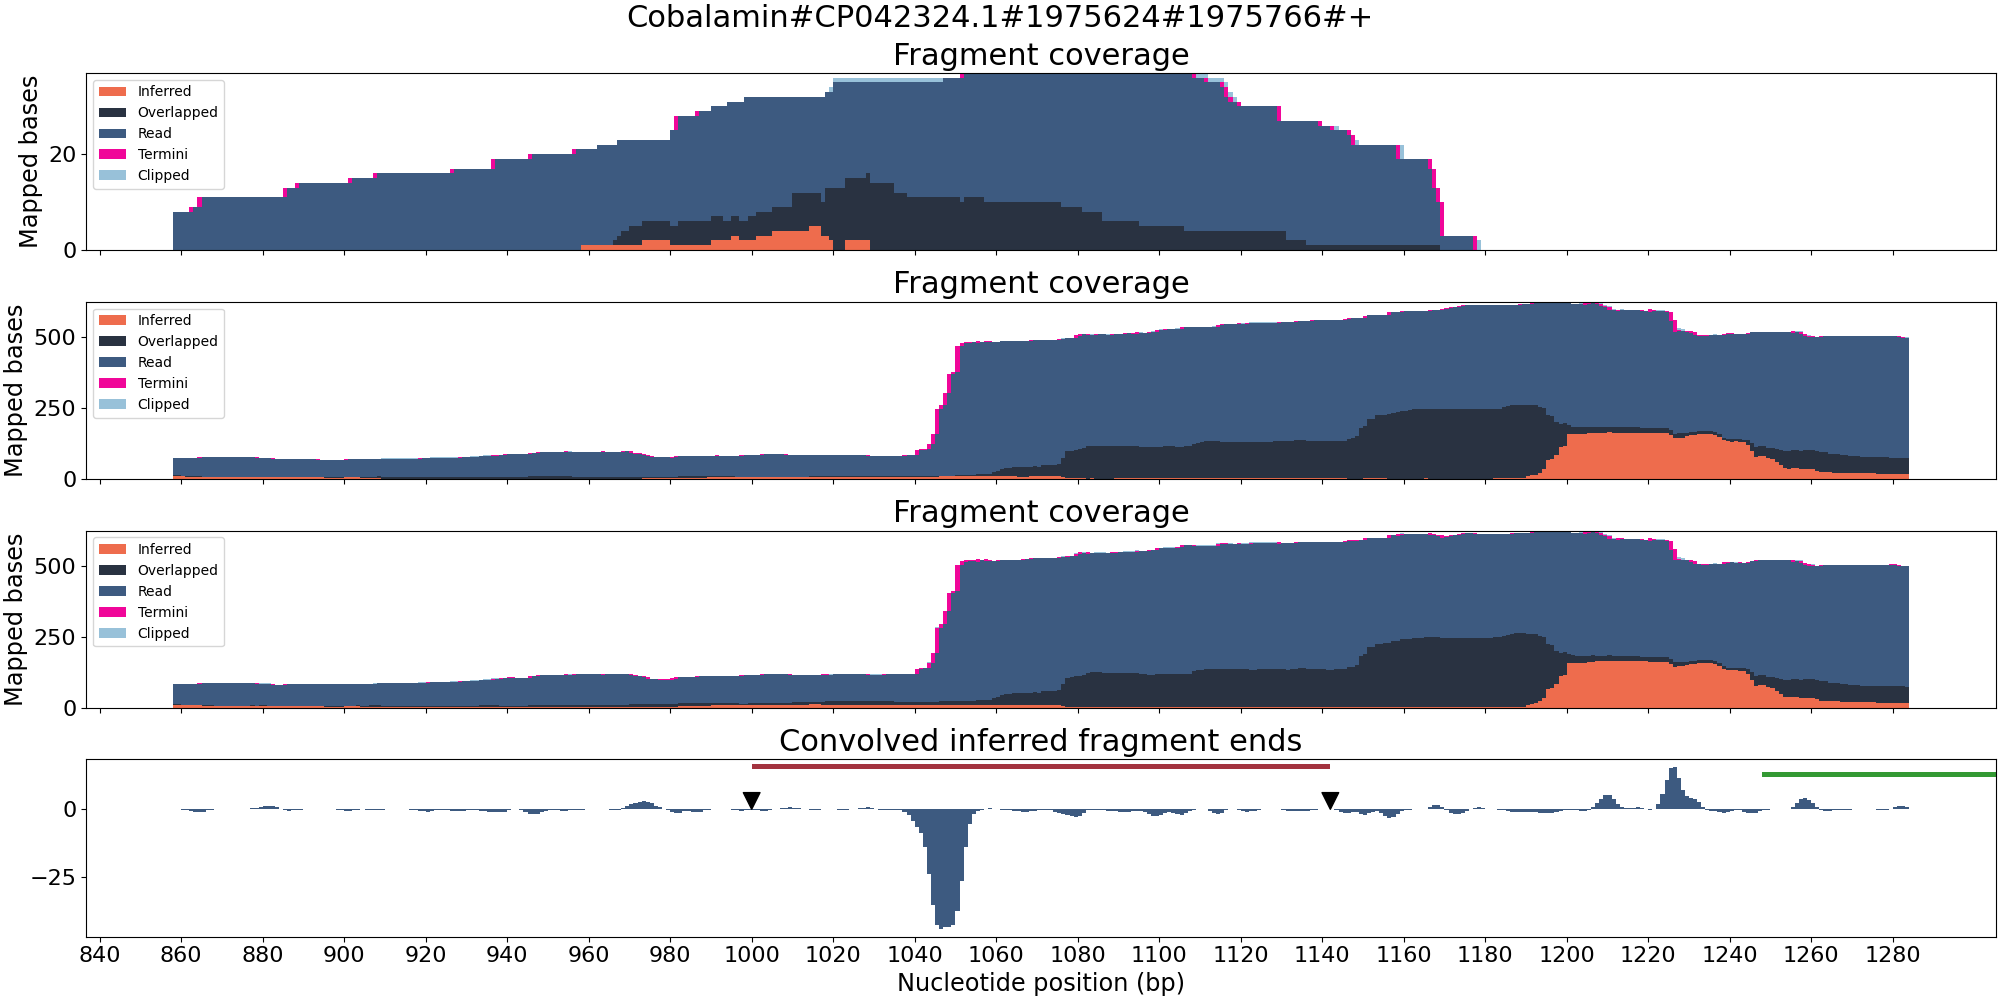 Cobalamin#CP042324.1#1975624#1975766#+
Fragment coverage
Mapped bases
20
0
Inferred
Overlapped
Read
Termini
Clipped
Fragment coverage
Mapped bases
500
250
0
Inferred
Overlapped
Read
Termini
Clipped
Fragment coverage
Mapped bases
500
250
0
Inferred
Overlapped
Read
Termini
Clipped
Convolved inferred fragment ends
0
−25
840 860 880 900 920 940 960 980 1000 1020 1040 1060 1080 1100 1120 1140 1160 1180 1200 1220 1240 1260 1280
Nucleotide position (bp)